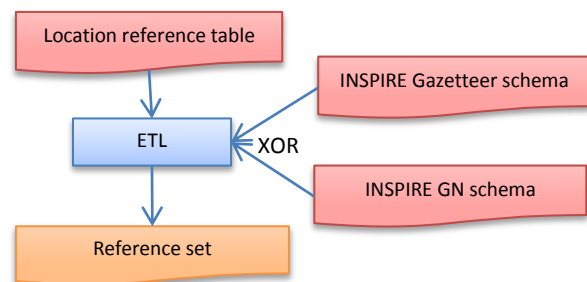 Location reference table
INSPIRE Gazetteer schema
ETL
XOR
INSPIRE GN schema
Reference set